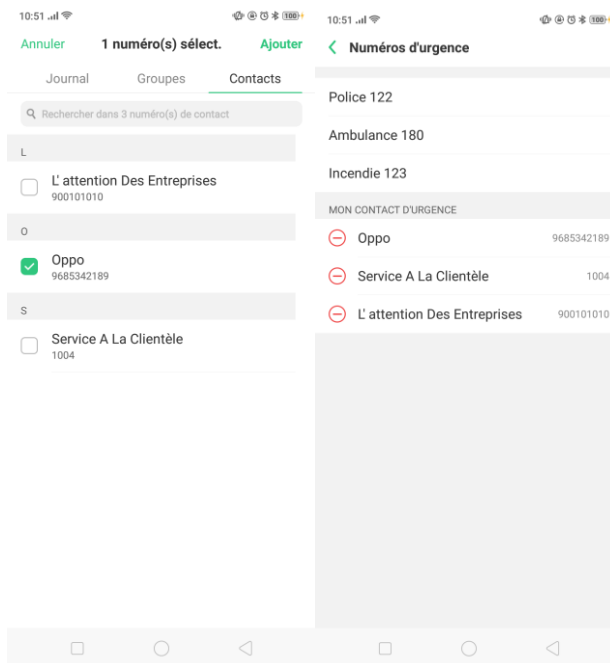 10:51
100
Annuler 1 numéro(s) sélect. Ajouter
Journal Groupes Contacts
Rechercher dans 3 numéro(s) de contact
L
L' attention Des Entreprises
900101010
O
Oppo
9685342189
S
Service A La Clientèle
1004
10:51
100
Numéros d'urgence
Police 122
Ambulance 180
Incendie 123
MON CONTACT D'URGENCE
Oppo 9685342189
Service A La Clientèle 1004
L' attention Des Entreprises 900101010